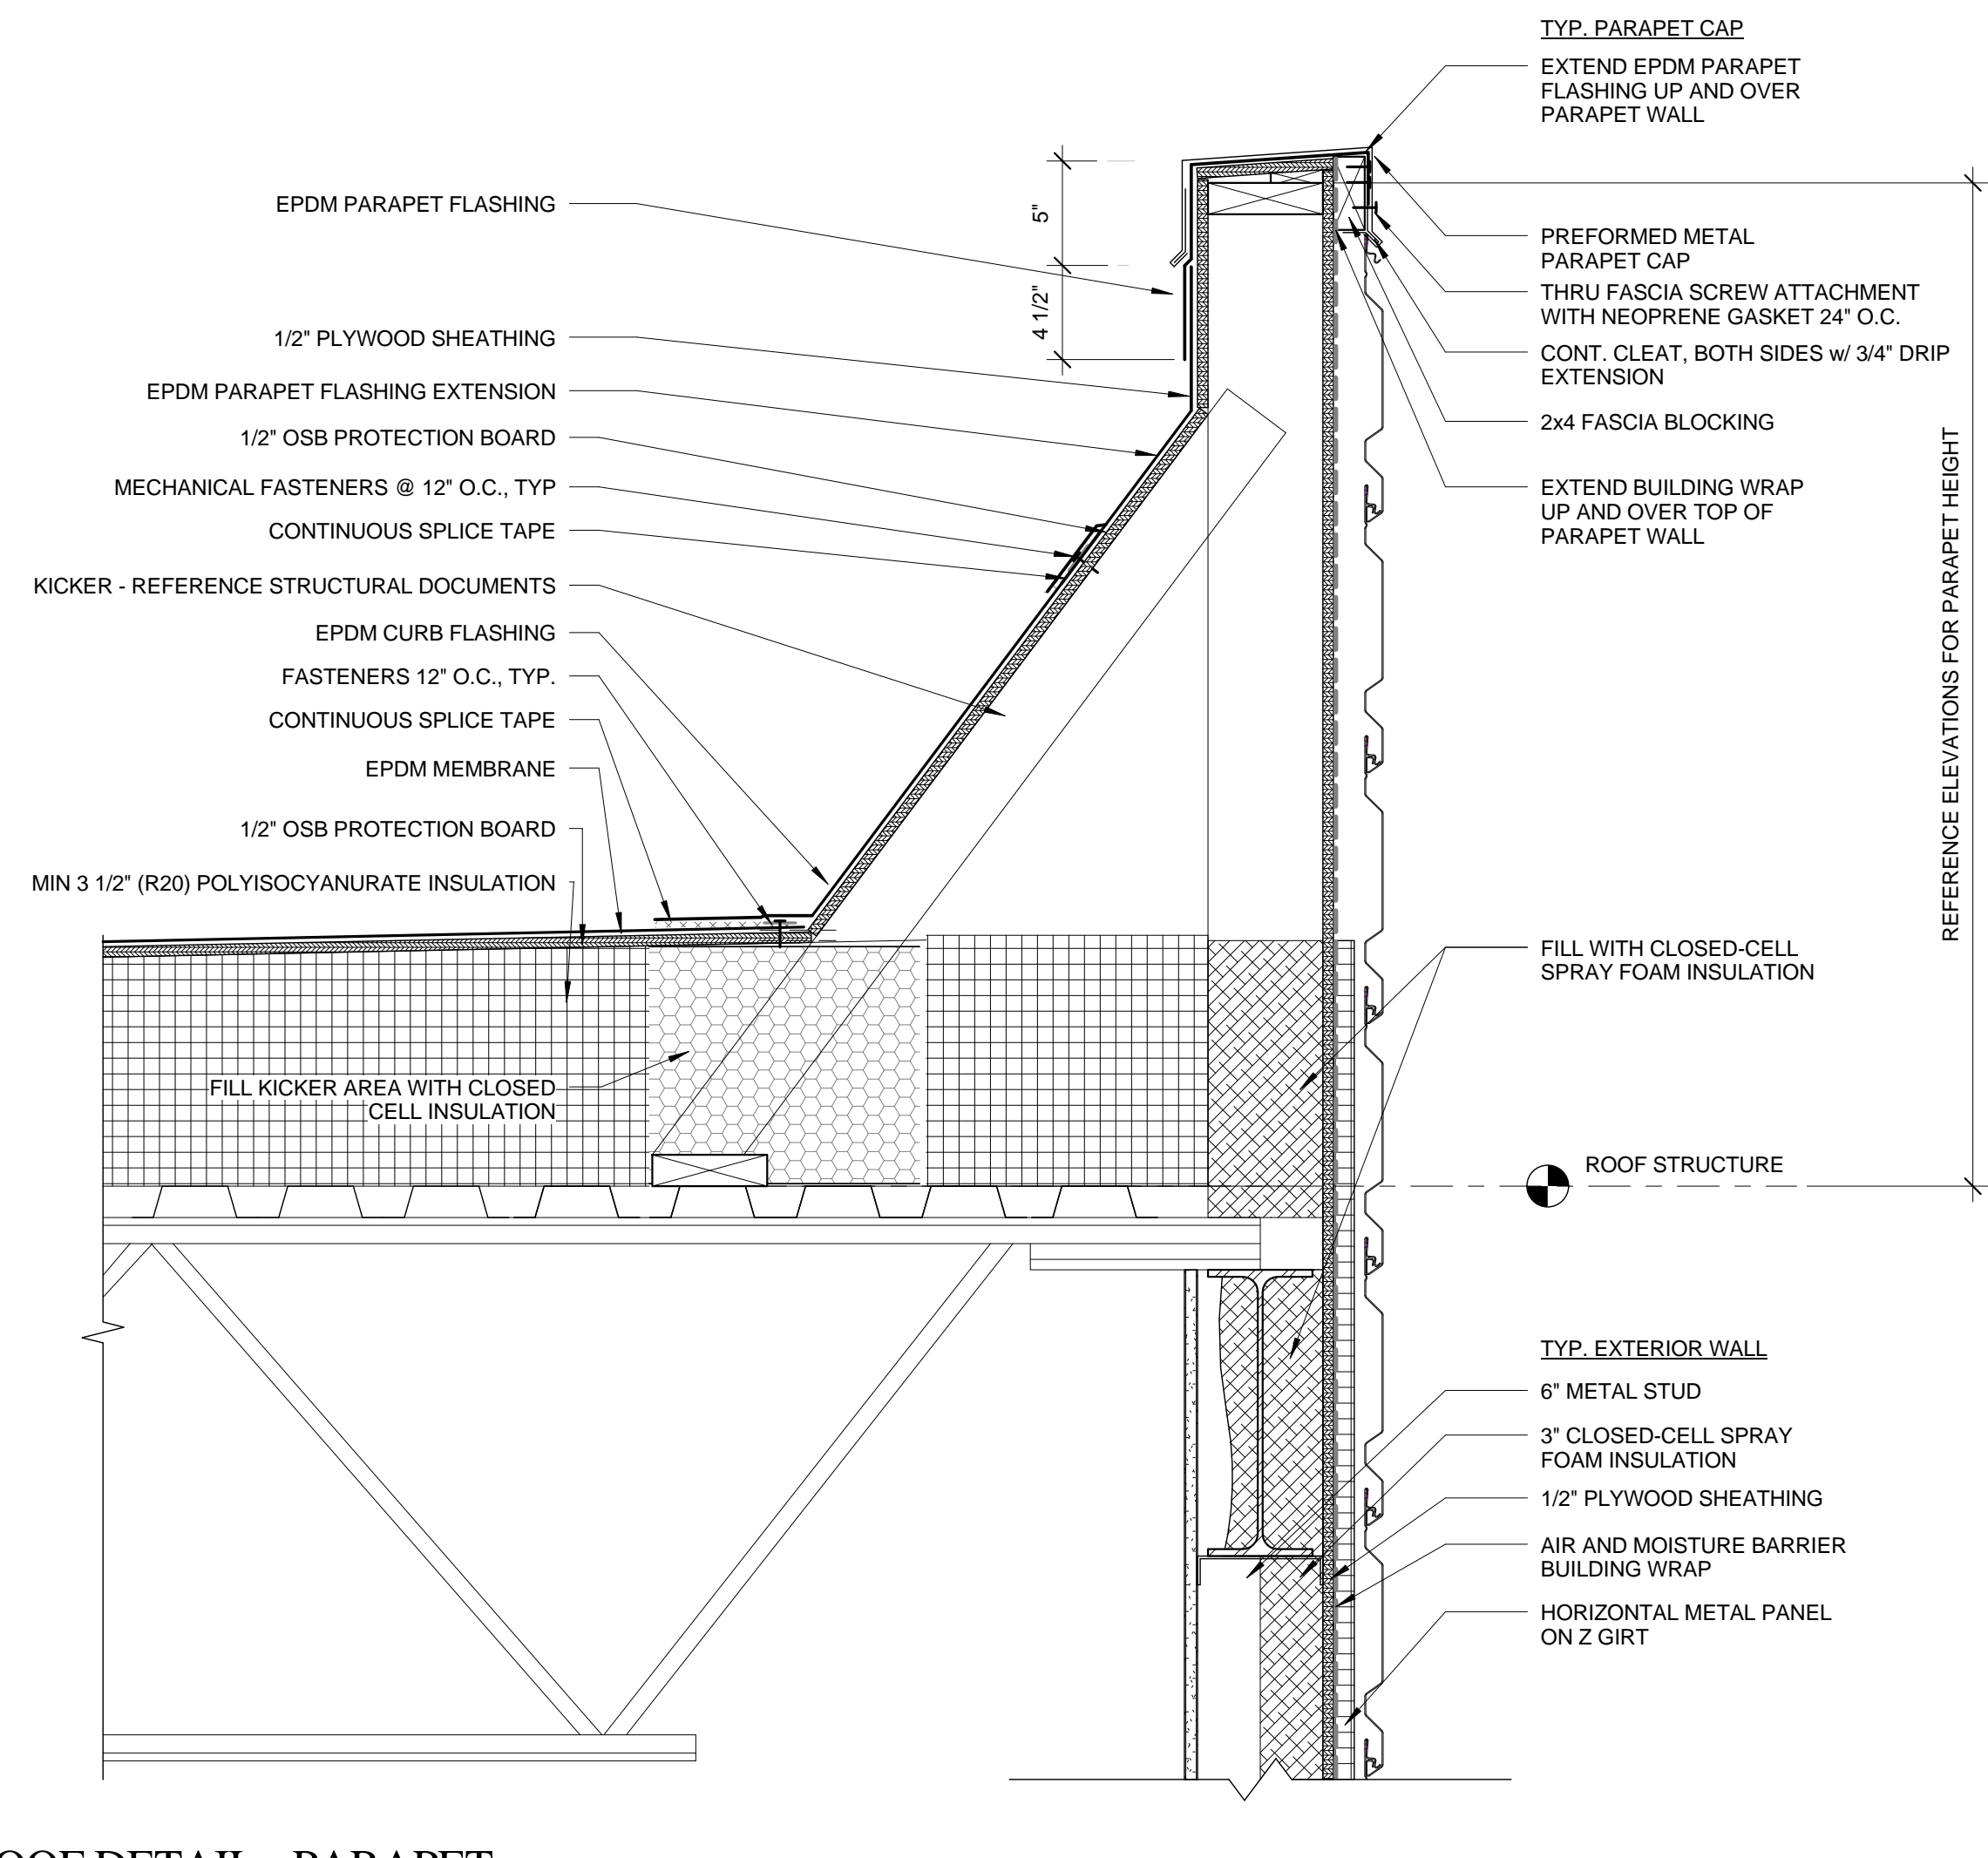 TYP. PARAPET CAP
EXTEND EPDM PARAPET
FLASHING UP AND OVER
PARAPET WALL
PREFORMED METAL
PARAPET CAP
THRU FASCIA SCREW ATTACHMENT
WITH NEOPRENE GASKET 24" O.C.
CONT. CLEAT, BOTH SIDES w/ 3/4" DRIP
EXTENSION
2x4 FASCIA BLOCKING
EXTEND BUILDING WRAP
UP AND OVER TOP OF
PARAPET WALL
5"
4 1/2"
EPDM PARAPET FLASHING
1/2" PLYWOOD SHEATHING
EPDM PARAPET FLASHING EXTENSION
1/2" OSB PROTECTION BOARD
MECHANICAL FASTENERS @ 12" O.C., TYP
CONTINUOUS SPLICE TAPE
KICKER - REFERENCE STRUCTURAL DOCUMENTS
EPDM CURB FLASHING
FASTENERS 12" O.C., TYP.
CONTINUOUS SPLICE TAPE
EPDM MEMBRANE
1/2" OSB PROTECTION BOARD
MIN 3 1/2" (R20) POLYISOCYANURATE INSULATION
FILL KICKER AREA WITH CLOSED
CELL INSULATION
REFERENCE ELEVATIONS FOR PARAPET HEIGHT
FILL WITH CLOSED-CELL
SPRAY FOAM INSULATION
ROOF STRUCTURE
TYP. EXTERIOR WALL
6" METAL STUD
3" CLOSED-CELL SPRAY
FOAM INSULATION
1/2" PLYWOOD SHEATHING
AIR AND MOISTURE BARRIER
BUILDING WRAP
HORIZONTAL METAL PANEL
ON Z GIRT